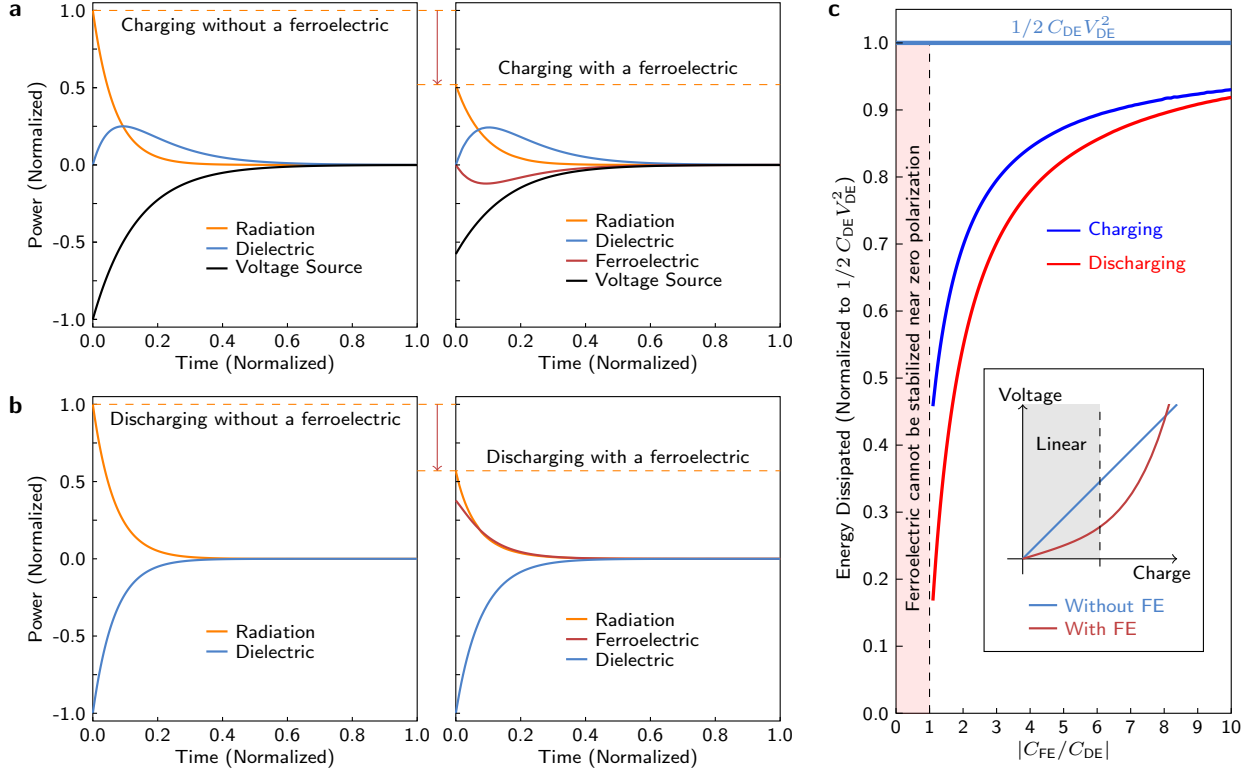 a
Power (Normalized)
1.0
0.5
0.0
-0.5
-1.0
Charging without a ferroelectric
Radiation
Dielectric
Voltage Source
0.0 0.2 0.4 0.6 0.8 1.0
Time (Normalized)
Charging with a ferroelectric
Radiation
Dielectric
Ferroelectric
Voltage Source
0.0 0.2 0.4 0.6 0.8 1.0
Time (Normalized)
b
Power (Normalized)
1.0
0.5
0.0
-0.5
-1.0
Discharging without a ferroelectric
Radiation
Dielectric
0.0 0.2 0.4 0.6 0.8 1.0
Time (Normalized)
Discharging with a ferroelectric
Radiation
Ferroelectric
Dielectric
0.0 0.2 0.4 0.6 0.8 1.0
Time (Normalized)
c
1/2 C_DE V_DE^2
Energy Dissipated (Normalized to 1/2 C_DE V_DE^2)
1.0
0.9
0.8
0.7
0.6
0.5
0.4
0.3
0.2
0.1
0.0
Ferroelectric cannot be stabilized near zero polarization
Charging
Discharging
Voltage
Linear
Charge
Without FE
With FE
0 1 2 3 4 5 6 7 8 9 10
|C_FE/C_DE|